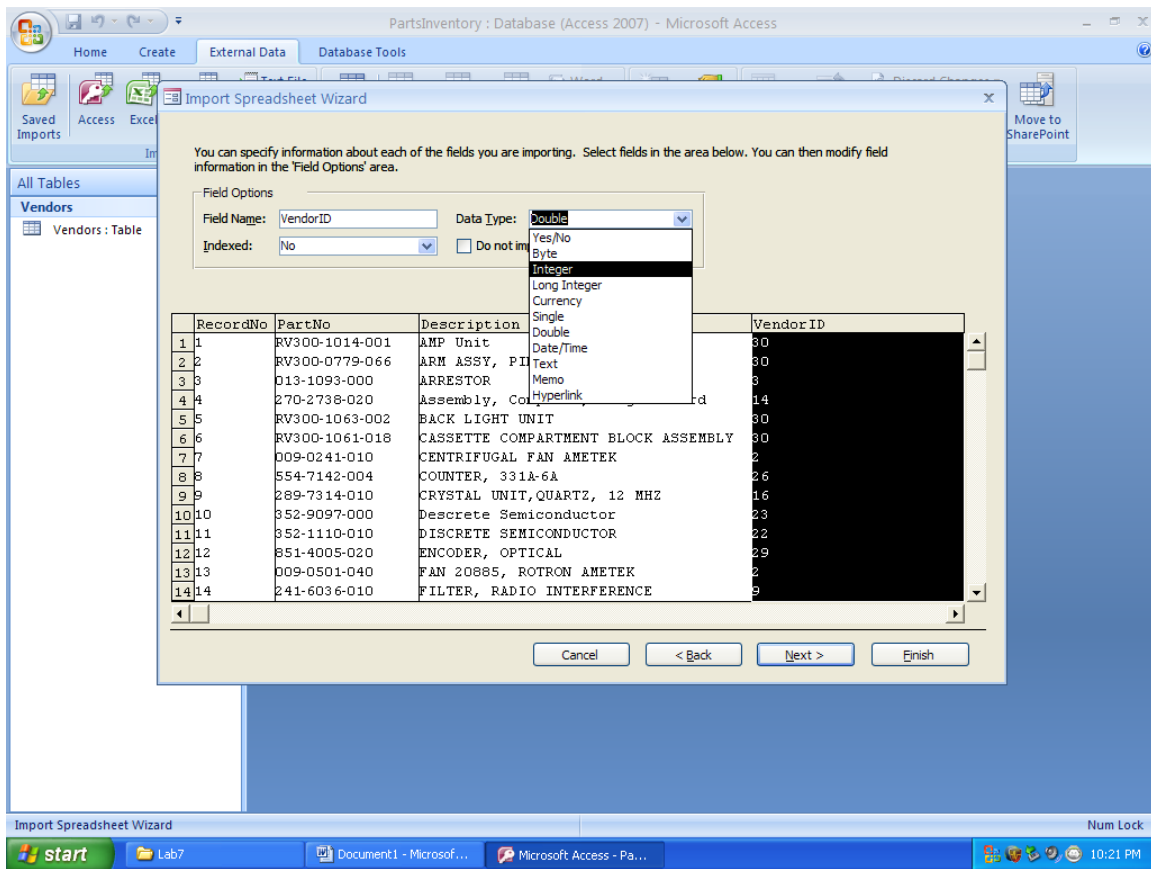 PartsInventory : Database (Access 2007) - Microsoft Access
Home Create External Data Database Tools
Saved Imports
Access
Move to SharePoint
Import Spreadsheet Wizard
You can specify information about each of the fields you are importing. Select fields in the area below. You can then modify field
information in the 'Field Options' area.
Field Options
Field Name: VendorID Data Type: Double
Indexed: No Do not im
Yes/No
Byte
Integer
Long Integer
Currency
Single
Double
Date/Time
Text
Memo
Hyperlink
All Tables
Vendors
Vendors : Table
RecordNo PartNo Description VendorID
1 1 RV300-1014-001 AMP Unit 30
2 2 RV300-0779-066 ARM ASSY, 30
3 3 013-1093-000 ARRESTOR 3
4 4 270-2738-020 Assembly, 14
5 5 RV300-1063-002 BACK LIGHT UNIT 30
6 6 RV300-1061-018 CASSETTE COMPARTMENT BLOCK ASSEMBLY 30
7 7 009-0241-010 CENTRIFUGAL FAN AMETEK 2
8 8 554-7142-004 COUNTER, 331A-6A 26
9 9 289-7314-010 CRYSTAL UNIT,QUARTZ, 12 MHZ 16
10 10 352-9097-000 Descrete Semiconductor 23
11 11 352-1110-010 DISCRETE SEMICONDUCTOR 22
12 12 851-4005-020 ENCODER, OPTICAL 29
13 13 009-0501-040 FAN 20885, ROTRON AMETEK 2
14 14 241-6036-010 FILTER, RADIO INTERFERENCE 9
Cancel < Back Next > Finish
Import Spreadsheet Wizard Num Lock
start Lab7 Document1 - Microsof... Microsoft Access - Pa... 10:21 PM